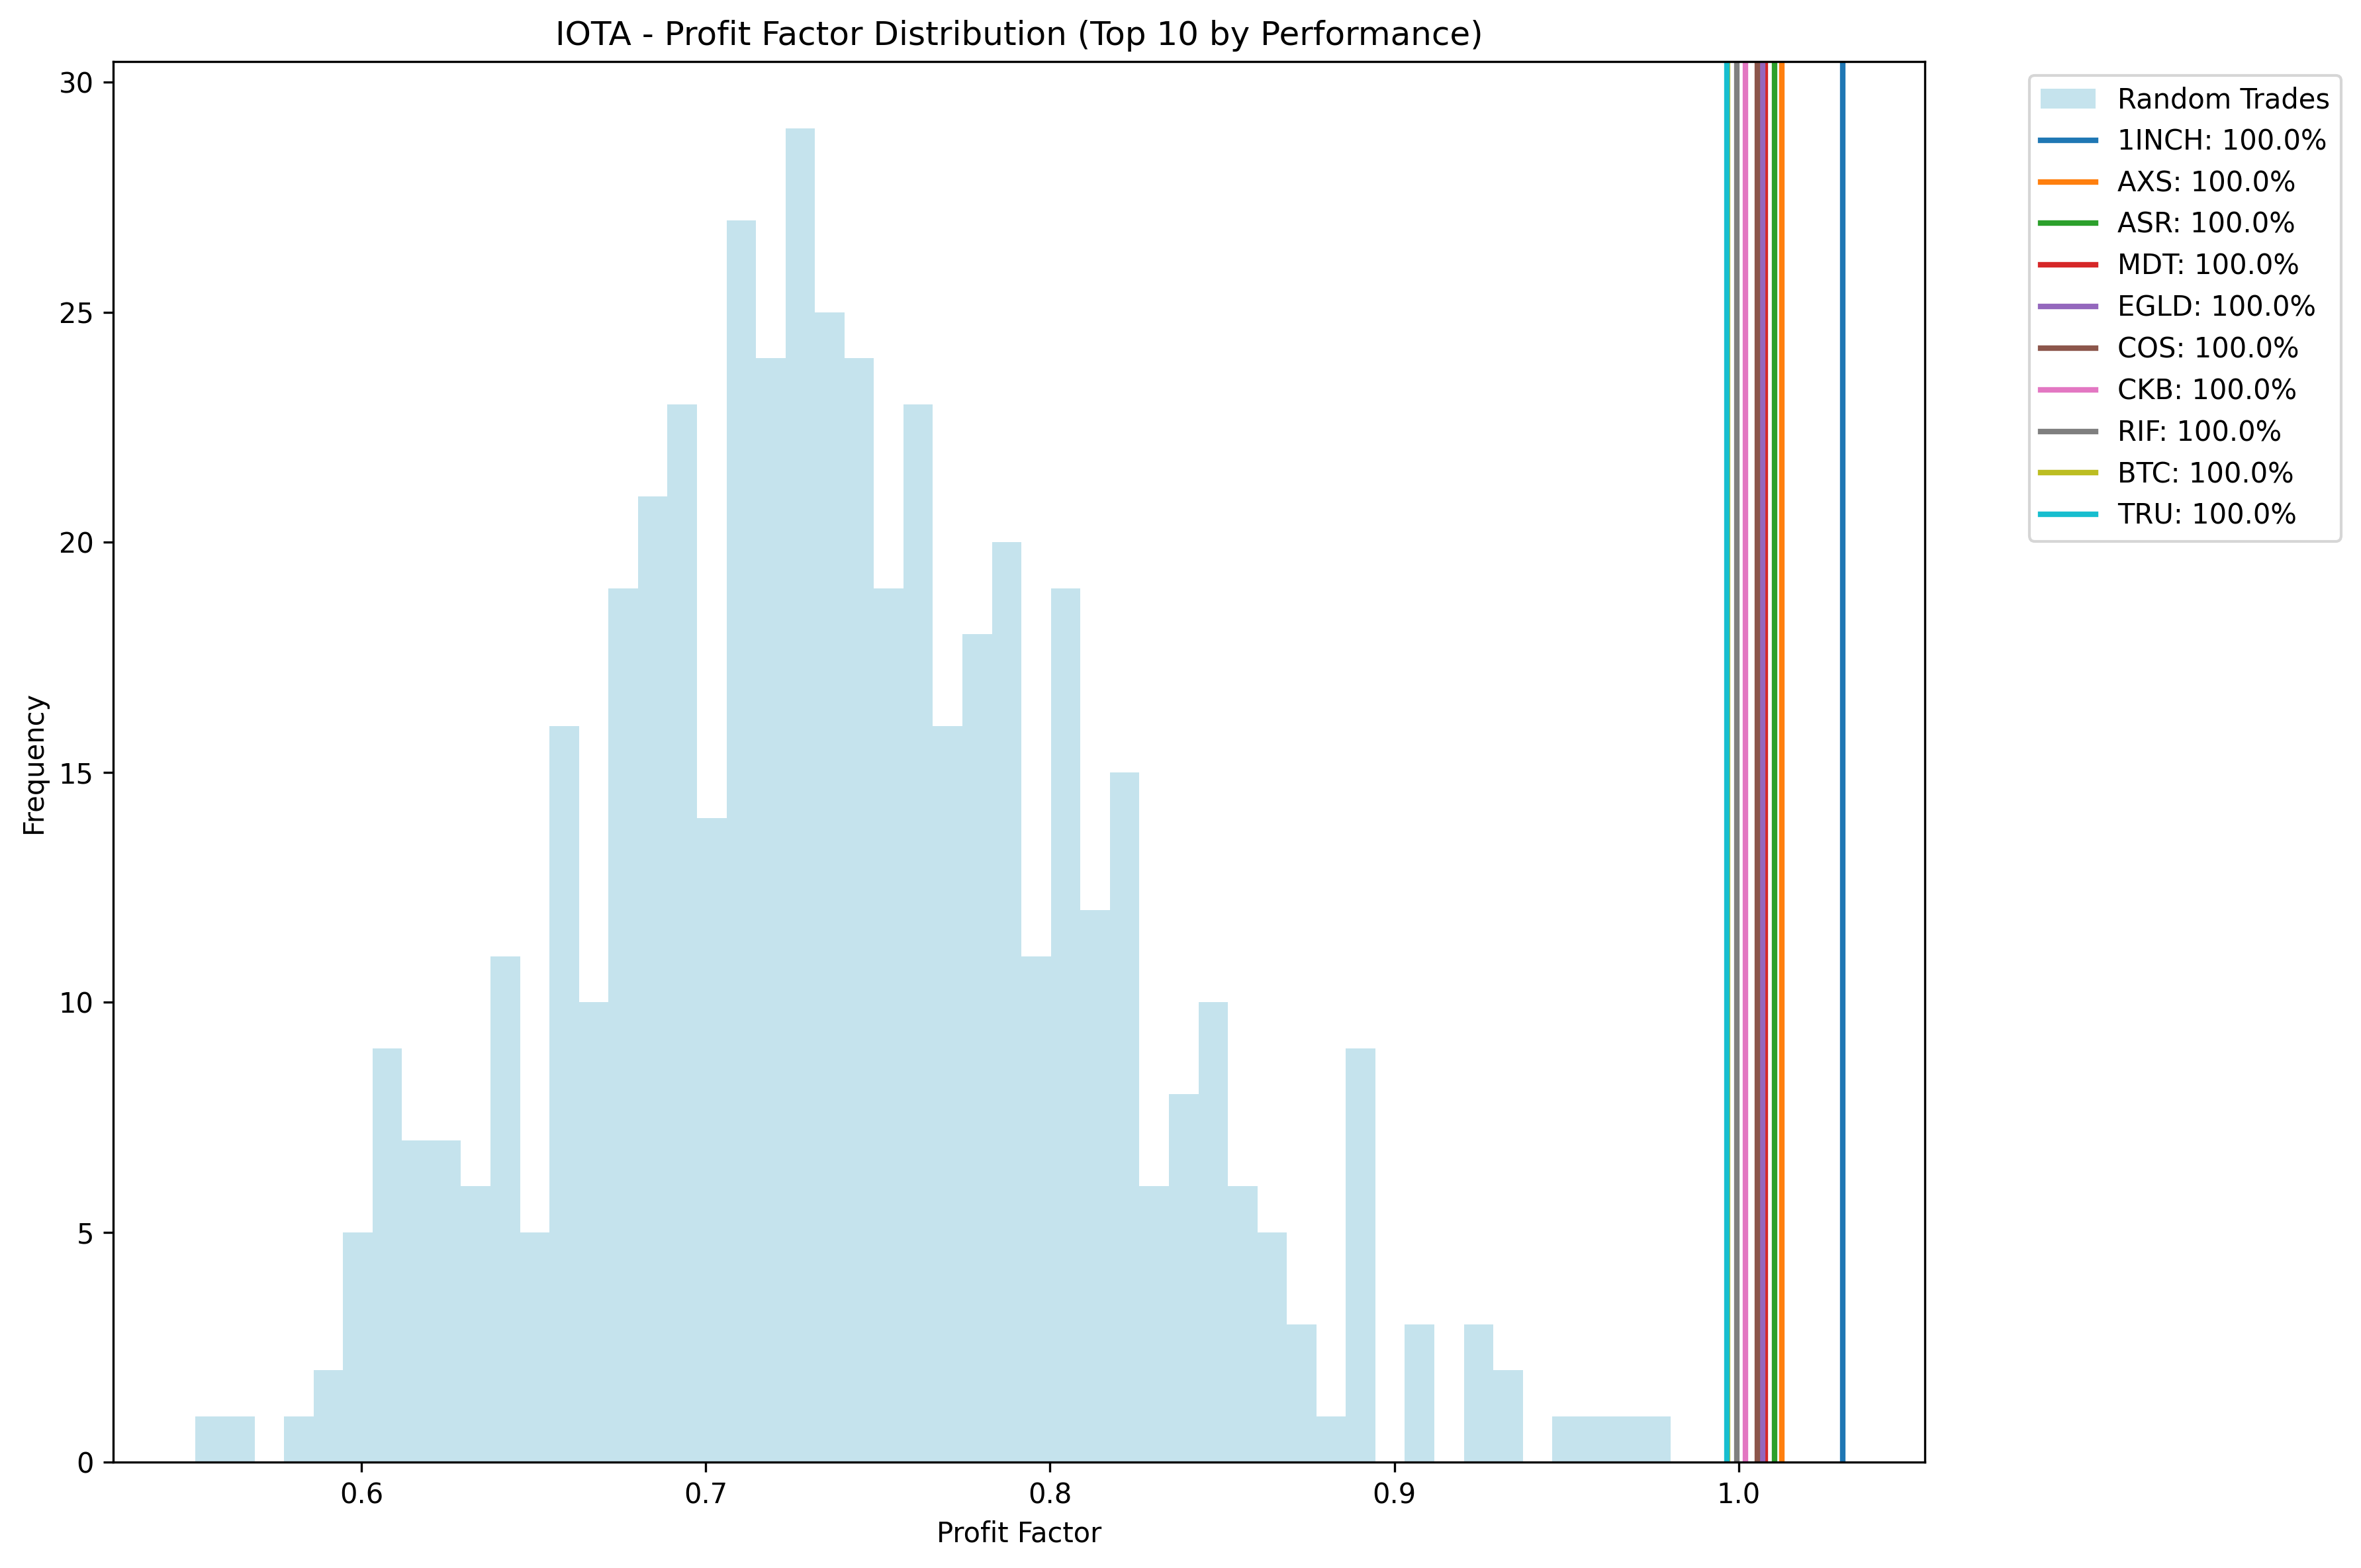 IOTA - Profit Factor Distribution (Top 10 by Performance)
30
25
20
15
10
5
0
Frequency
0.6
0.7
0.8
0.9
1.0
Profit Factor
Random Trades
1INCH: 100.0%
AXS: 100.0%
ASR: 100.0%
MDT: 100.0%
EGLD: 100.0%
COS: 100.0%
CKB: 100.0%
RIF: 100.0%
BTC: 100.0%
TRU: 100.0%